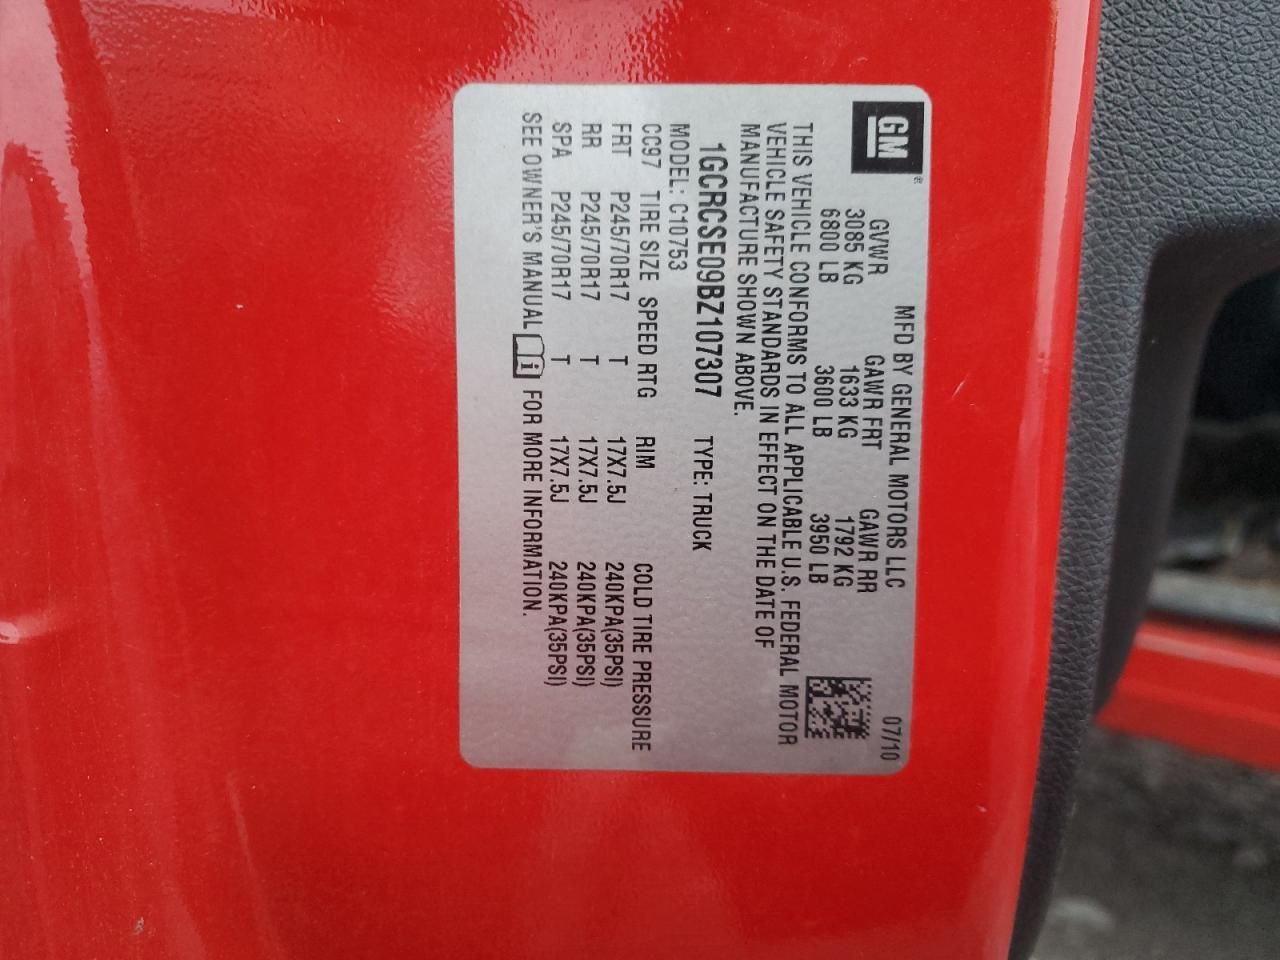 GM®
MFD BY GENERAL MOTORS LLC 07/10
GVWR GAWR FRT GAWR RR
3085 KG 1633 KG 1792 KG
6800 LB 3600 LB 3950 LB
THIS VEHICLE CONFORMS TO ALL APPLICABLE U.S. FEDERAL MOTOR
VEHICLE SAFETY STANDARDS IN EFFECT ON THE DATE OF
MANUFACTURE SHOWN ABOVE.
1GCRCSE09BZ107307 TYPE: TRUCK
MODEL: C10753
CC97 TIRE SIZE SPEED RTG RIM COLD TIRE PRESSURE
FRT P245/70R17 T 17X7.5J 240KPA(35PSI)
RR P245/70R17 T 17X7.5J 240KPA(35PSI)
SPA P245/70R17 T 17X7.5J 240KPA(35PSI)
SEE OWNER'S MANUAL i FOR MORE INFORMATION.